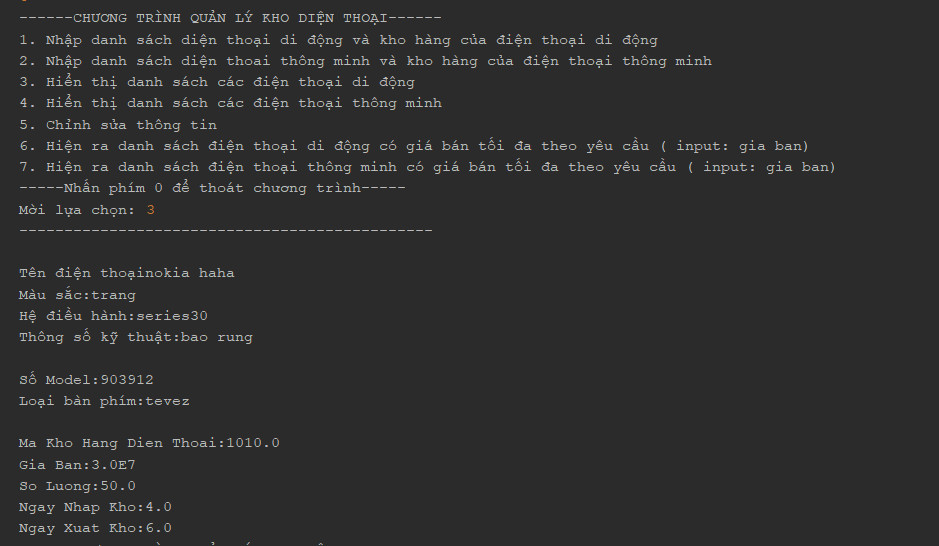 ------CHƯƠNG TRÌNH QUẢN LÝ KHO DIỆN THOẠI------
1. Nhập danh sách diện thoại di động và kho hàng của điện thoại di động
2. Nhập danh sách diện thoai thông minh và kho hàng của điện thoại thông minh
3. Hiển thị danh sách các điện thoại di động
4. Hiển thị danh sách các điện thoại thông minh
5. Chỉnh sửa thông tin
6. Hiện ra danh sách điện thoại di động có giá bán tối đa theo yêu cầu ( input: gia ban)
7. Hiện ra danh sách điện thoại thông minh có giá bán tối đa theo yêu cầu ( input: gia ban)
-----Nhấn phím 0 để thoát chương trình-----
Mời lựa chọn: 3
----------------------------------------------
Tên điện thoạinokia haha
Màu sắc:trang
Hệ điều hành:series30
Thông số kỹ thuật:bao rung
Số Model:903912
Loại bàn phím:tevez
Ma Kho Hang Dien Thoai:1010.0
Gia Ban:3.0E7
So Luong:50.0
Ngay Nhap Kho:4.0
Ngay Xuat Kho:6.0